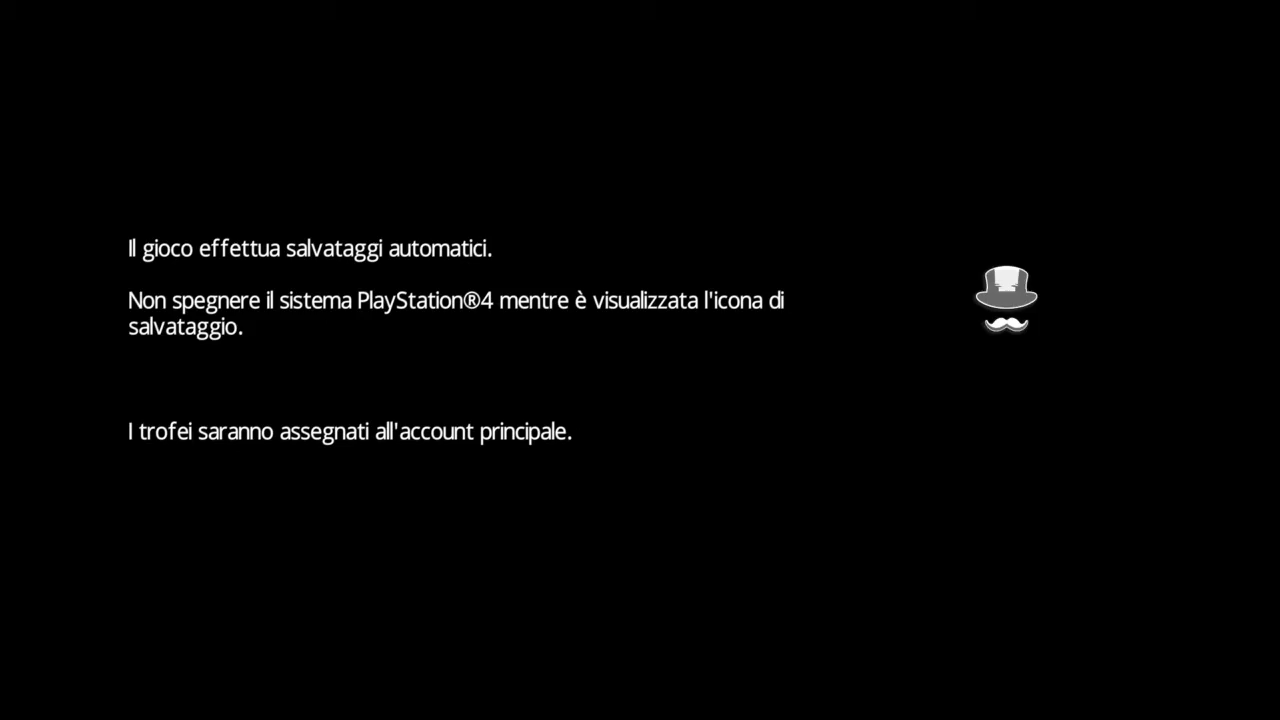 Il gioco effettua salvataggi automatici.
Non spegnere il sistema PlayStation®4 mentre è visualizzata l'icona di
salvataggio.
I trofei saranno assegnati all'account principale.